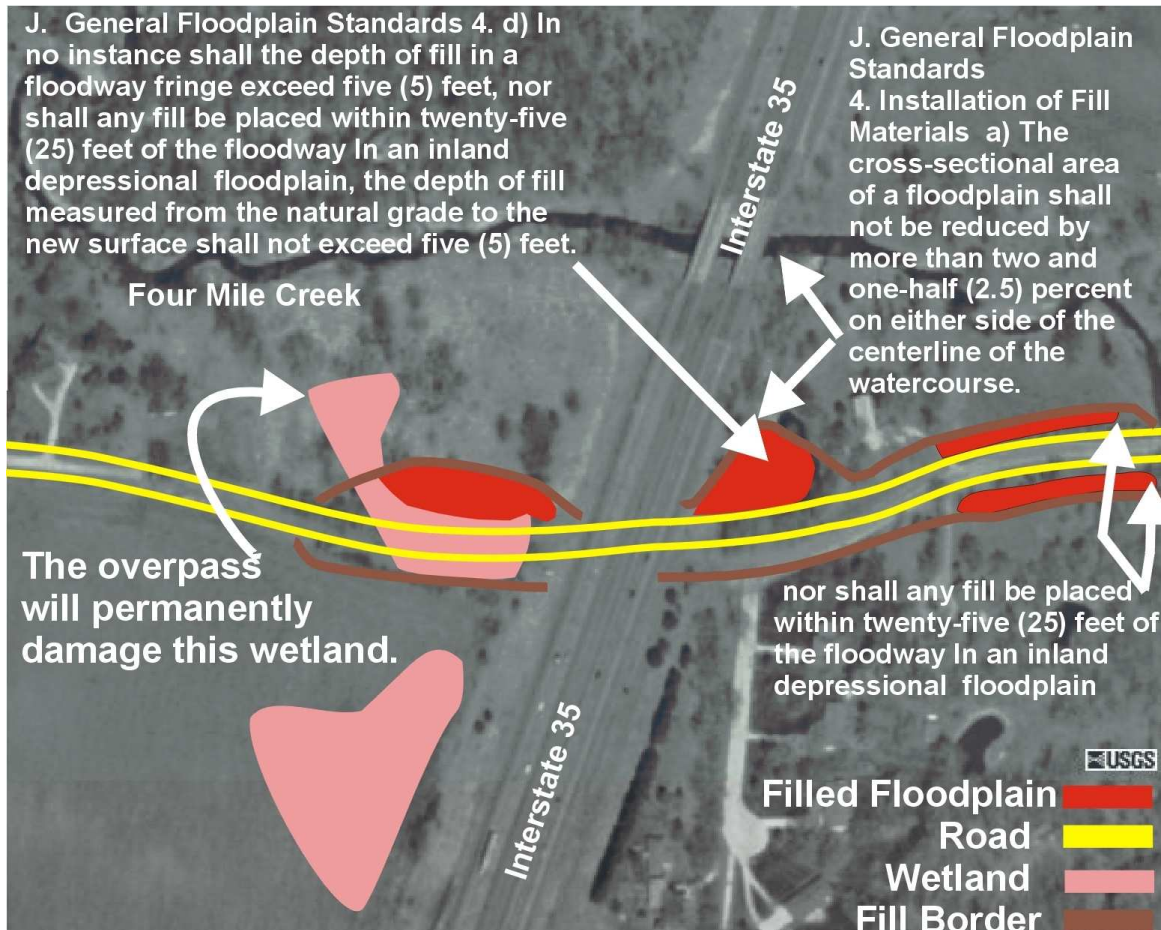 J. General Floodplain Standards 4. d) In
no instance shall the depth of fill in a
floodway fringe exceed five (5) feet, nor
shall any fill be placed within twenty-five
(25) feet of the floodway In an inland
depressional floodplain, the depth of fill
measured from the natural grade to the
new surface shall not exceed five (5) feet.
J. General Floodplain
Standards
4. Installation of Fill
Materials a) The
cross-sectional area
of a floodplain shall
not be reduced by
more than two and
one-half (2.5) percent
on either side of the
centerline of the
watercourse.
Interstate 35
Four Mile Creek
The overpass
will permanently
damage this wetland.
nor shall any fill be placed
within twenty-five (25) feet of
the floodway In an inland
depressional floodplain
Interstate 35
USGS
Filled Floodplain
Road
Wetland
Fill Border